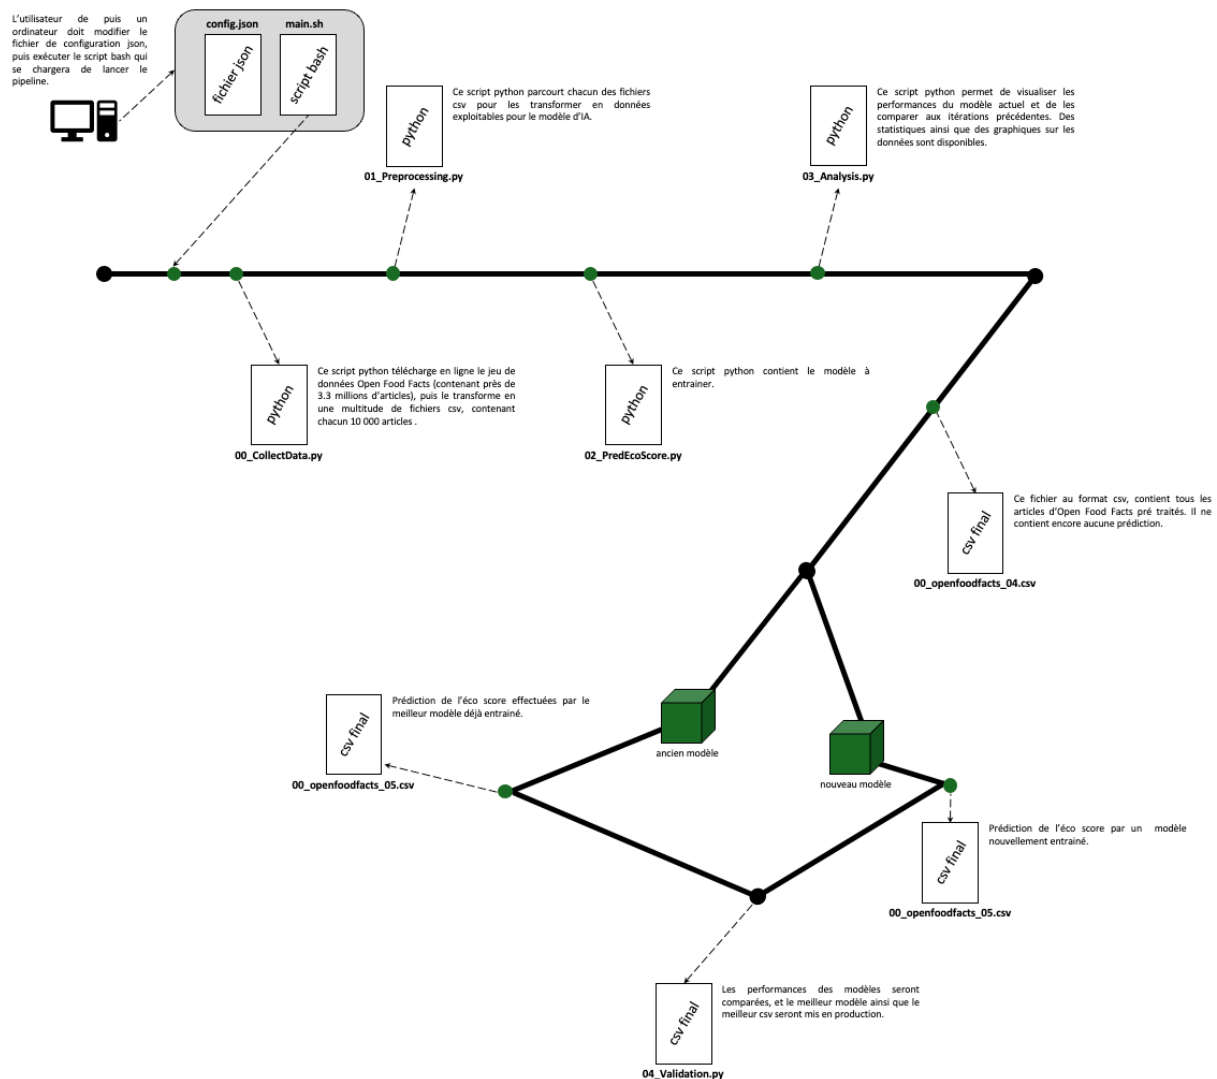 L'utilisateur de puis un
ordinateur doit modifier le
fichier de configuration json,
puis exécuter le script bash qui
se chargera de lancer le
pipeline.
config.json
main.sh
fichier json
script bash
python
01_Preprocessing.py
Ce script python parcourt chacun des fichiers
csv pour les transformer en données
exploitables pour le modèle d'IA.
python
03_Analysis.py
Ce script python permet de visualiser les
performances du modèle actuel et de les
comparer aux itérations précédentes. Des
statistiques ainsi que des graphiques sur les
données sont disponibles.
python
00_CollectData.py
Ce script python télécharge en ligne le jeu de
données Open Food Facts (contenant près de
3.3 millions d'articles), puis le transforme en
une multitude de fichiers csv, contenant
chacun 10 000 articles .
python
02_PredEcoScore.py
Ce script python contient le modèle à
entrainer.
csv final
00_openfoodfacts_04.csv
Ce fichier au format csv, contient tous les
articles d'Open Food Facts pré traités. Il ne
contient encore aucune prédiction.
csv final
00_openfoodfacts_05.csv
Prédiction de l'éco score effectuées par le
meilleur modèle déjà entrainé.
ancien modèle
nouveau modèle
csv final
00_openfoodfacts_05.csv
Prédiction de l'éco score par un modèle
nouvellement entrainé.
csv final
04_Validation.py
Les performances des modèles seront
comparées, et le meilleur modèle ainsi que le
meilleur csv seront mis en production.